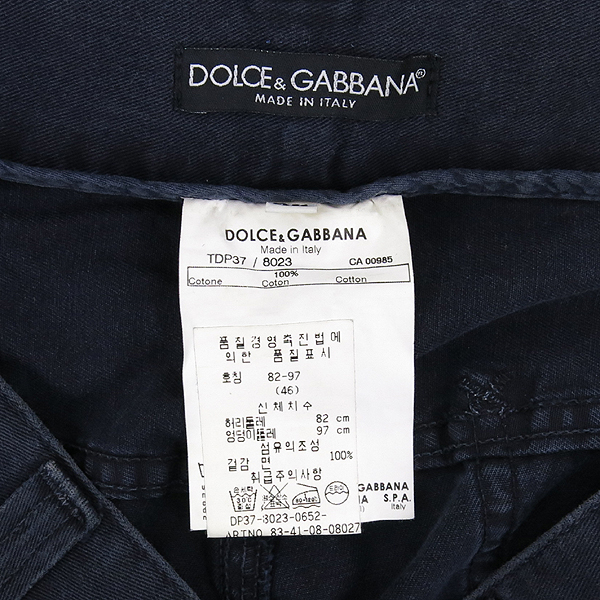 DOLCE&GABBANA®
MADE IN ITALY
DOLCE&GABBANA
Made in Italy
TDP37 / 8023 CA 00985
100%
Cotone Coton Cotton
품질경영촉진법에
의한 품질표시
호칭 82-97
(46)
신체치수
허리둘레 82 cm
엉덩이둘레 97 cm
섬유의조성
겉감 면 100%
취급주의사항
30℃
DP37-8023-0652-
ARTNO 83-41-08-08027
GABBANA
S.P.A.
Italy